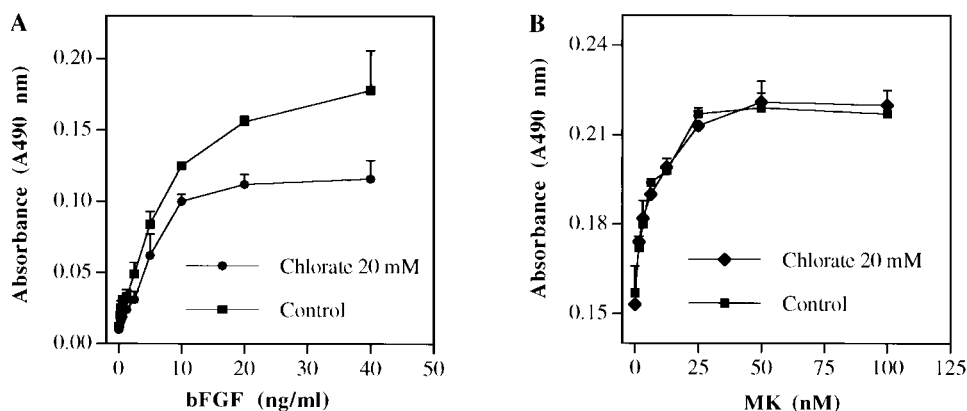 A
Absorbance (A490 nm)
0.20
0.15
0.10
0.05
0.00
Chlorate 20 mM
Control
0 10 20 30 40 50
bFGF (ng/ml)
B
Absorbance (A490 nm)
0.24
0.21
0.18
0.15
Chlorate 20 mM
Control
0 25 50 75 100 125
MK (nM)